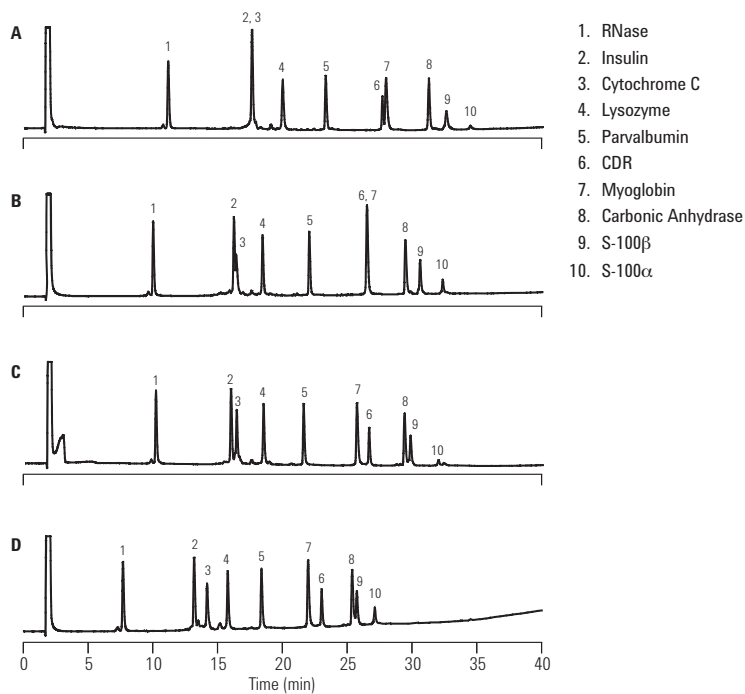 A
1
2, 3
4
5
6
7
8
9
10
B
1
2
3
4
5
6, 7
8
9
10
C
1
2
3
4
5
7
6
8
9
10
D
1
2
3
4
5
7
6
8
9
10
0 5 10 15 20 25 30 35 40
Time (min)
1. RNase
2. Insulin
3. Cytochrome C
4. Lysozyme
5. Parvalbumin
6. CDR
7. Myoglobin
8. Carbonic Anhydrase
9. S-100β
10. S-100α